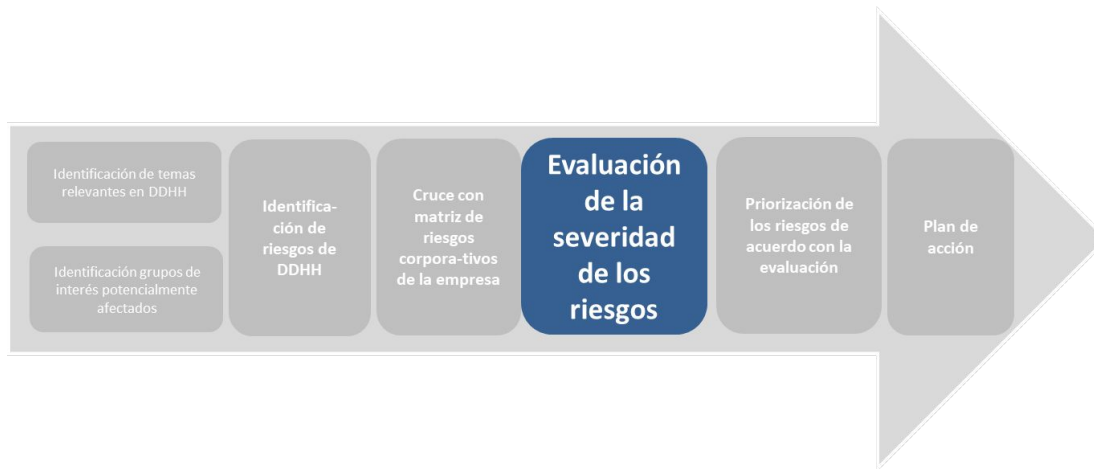 Identificación de temas
relevantes en DDHH
Identificación grupos de
interés potencialmente
afectados
Identifica-
ción de
riesgos de
DDHH
Cruce con
matriz de
riesgos
corpora-tivos
de la empresa
Evaluación
de la
severidad
de los
riesgos
Priorización de
los riesgos de
acuerdo con la
evaluación
Plan de
acción